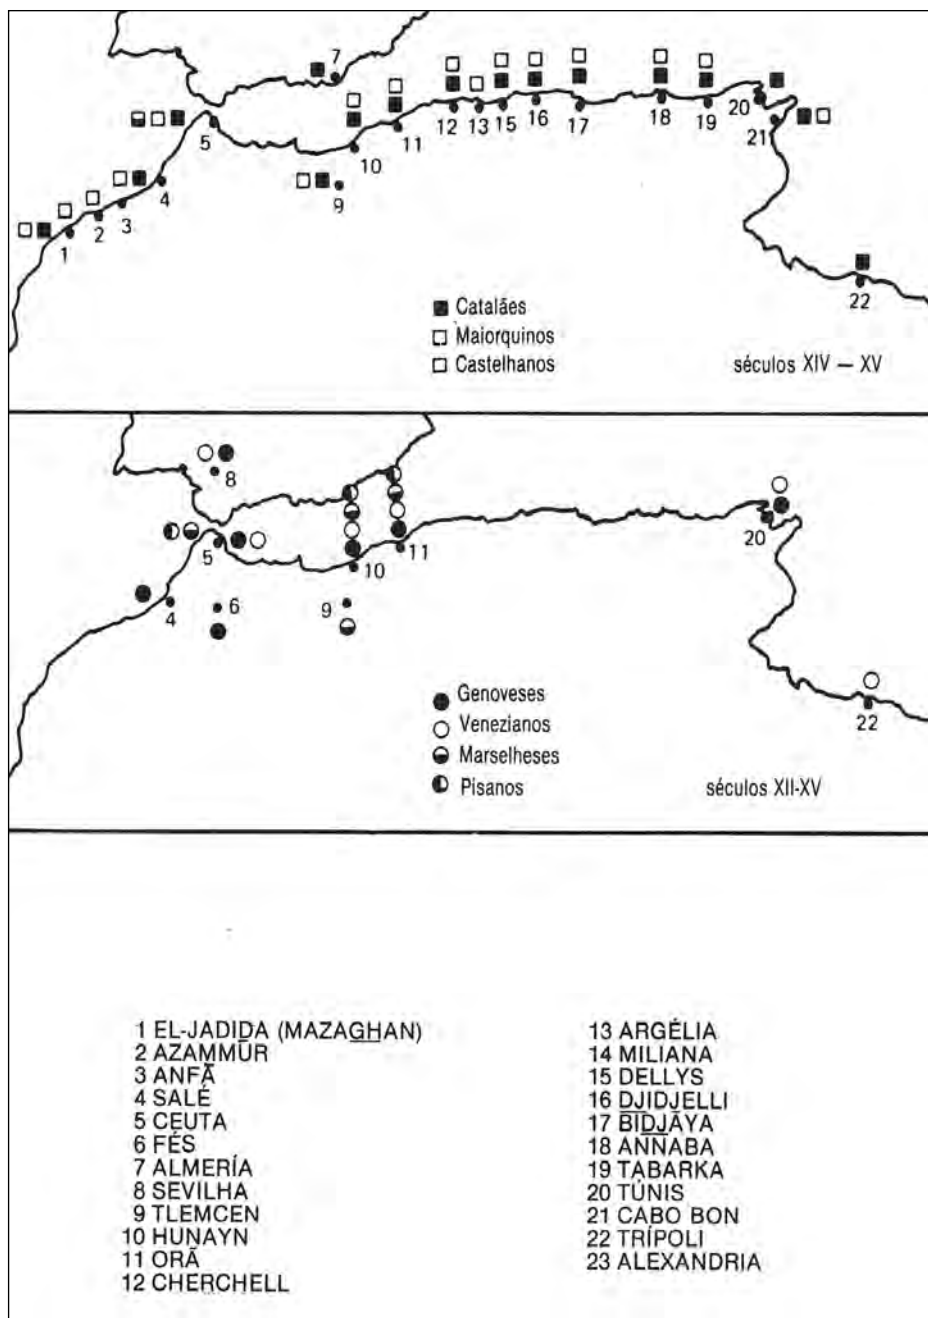 7
12 13 15 16 17 18 19 20
5 11 21
10
4 9
3
2
1
22
Catalães
Maiorquinos
Castelhanos
séculos XIV — XV
8
20
5 11
10
4 6 9
22
Genoveses
Venezianos
Marselheses
Pisanos
séculos XII-XV
1 EL-JADIDA (MAZAGHAN)
2 AZAMMŪR
3 ANFĀ
4 SALÉ
5 CEUTA
6 FÉS
7 ALMERÍA
8 SEVILHA
9 TLEMCEN
10 HUNAYN
11 ORÃ
12 CHERCHELL
13 ARGÉLIA
14 MILIANA
15 DELLYS
16 DJIDJELLI
17 BIDJĀYA
18 ANNABA
19 TABARKA
20 TÚNIS
21 CABO BON
22 TRÍPOLI
23 ALEXANDRIA